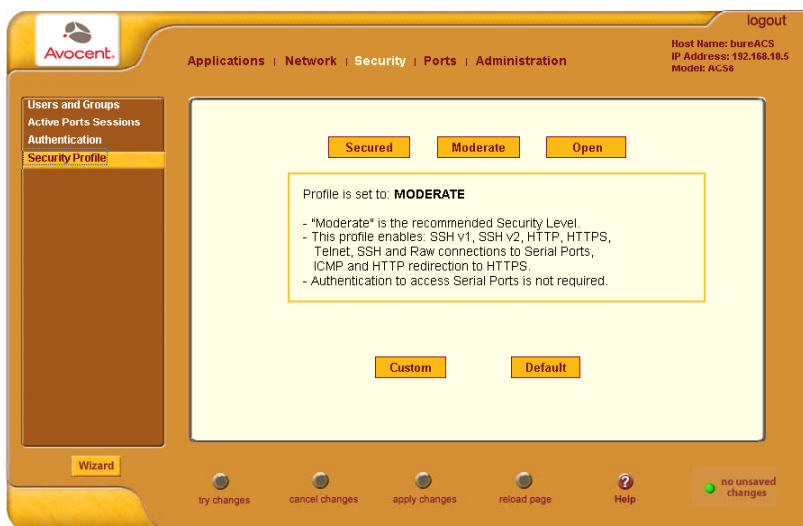 logout
Avocent.
Applications | Network | Security | Ports | Administration
Host Name: bureACS
IP Address: 192.168.10.5
Model: ACS8
Users and Groups
Active Ports Sessions
Authentication
Security Profile
Secured
Moderate
Open
Profile is set to: MODERATE
- "Moderate" is the recommended Security Level.
- This profile enables: SSH v1, SSH v2, HTTP, HTTPS,
Telnet, SSH and Raw connections to Serial Ports,
ICMP and HTTP redirection to HTTPS.
- Authentication to access Serial Ports is not required.
Custom
Default
Wizard
try changes
cancel changes
apply changes
reload page
?
Help
no unsaved
changes